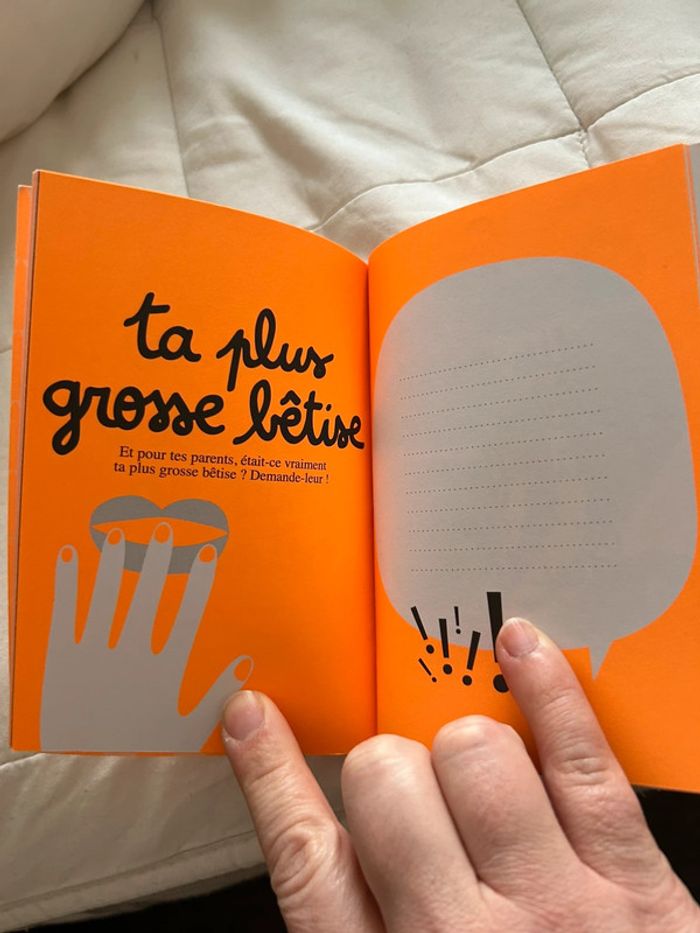 ta plus
grosse bêtise
Et pour tes parents, était-ce vraiment
ta plus grosse bêtise ? Demande-leur !
! ! ! ! ! ! !